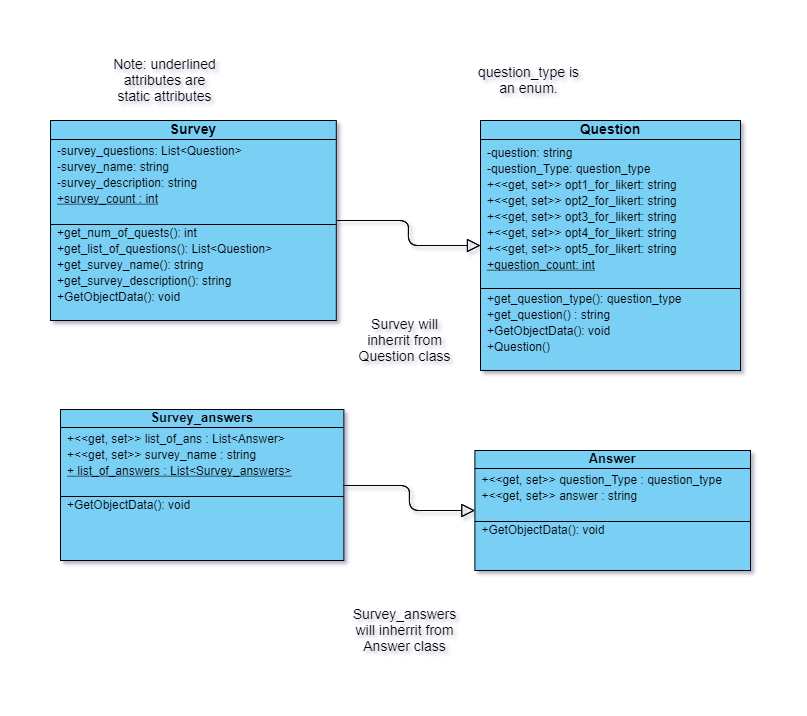 Note: underlined
attributes are
static attributes
question_type is
an enum.
Survey
-survey_questions: List<Question>
-survey_name: string
-survey_description: string
+survey_count : int
+get_num_of_quests(): int
+get_list_of_questions(): List<Question>
+get_survey_name(): string
+get_survey_description(): string
+GetObjectData(): void
Question
-question: string
-question_Type: question_type
+<<get, set>> opt1_for_likert: string
+<<get, set>> opt2_for_likert: string
+<<get, set>> opt3_for_likert: string
+<<get, set>> opt4_for_likert: string
+<<get, set>> opt5_for_likert: string
+question_count: int
+get_question_type(): question_type
+get_question() : string
+GetObjectData(): void
+Question()
Survey will
inherrit from
Question class
Survey_answers
+<<get, set>> list_of_ans : List<Answer>
+<<get, set>> survey_name : string
+ list_of_answers : List<Survey_answers>
+GetObjectData(): void
Answer
+<<get, set>> question_Type : question_type
+<<get, set>> answer : string
+GetObjectData(): void
Survey_answers
will inherrit from
Answer class